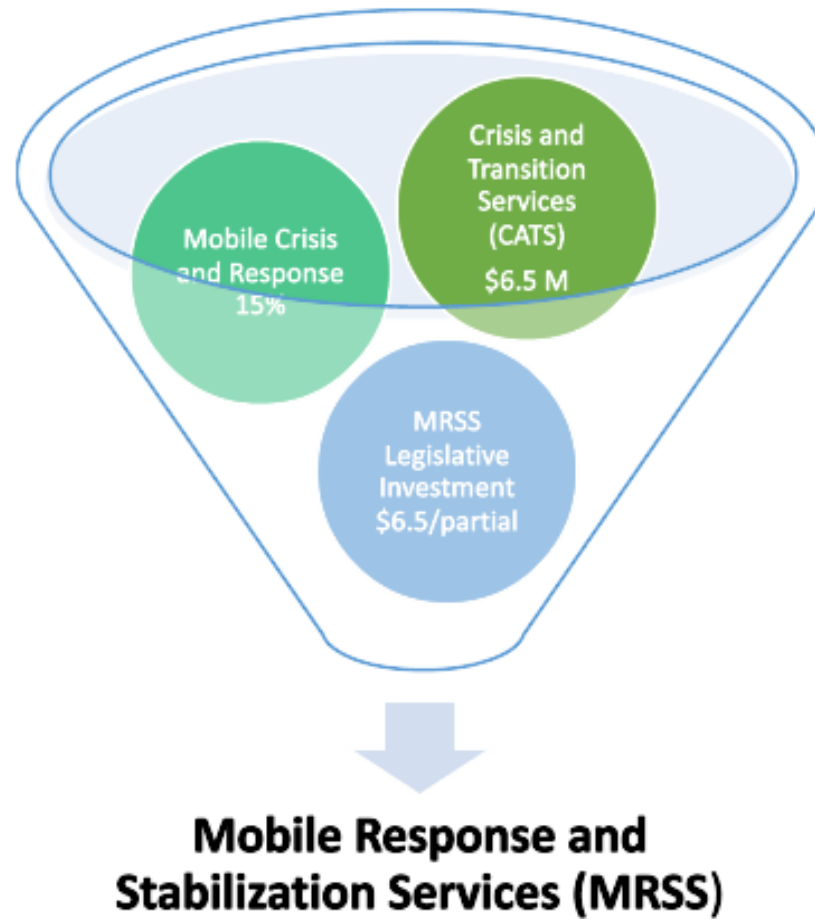 Crisis and
Transition
Services
(CATS)
$6.5 M
Mobile Crisis
and Response
15%
MRSS
Legislative
Investment
$6.5/partial
Mobile Response and
Stabilization Services (MRSS)